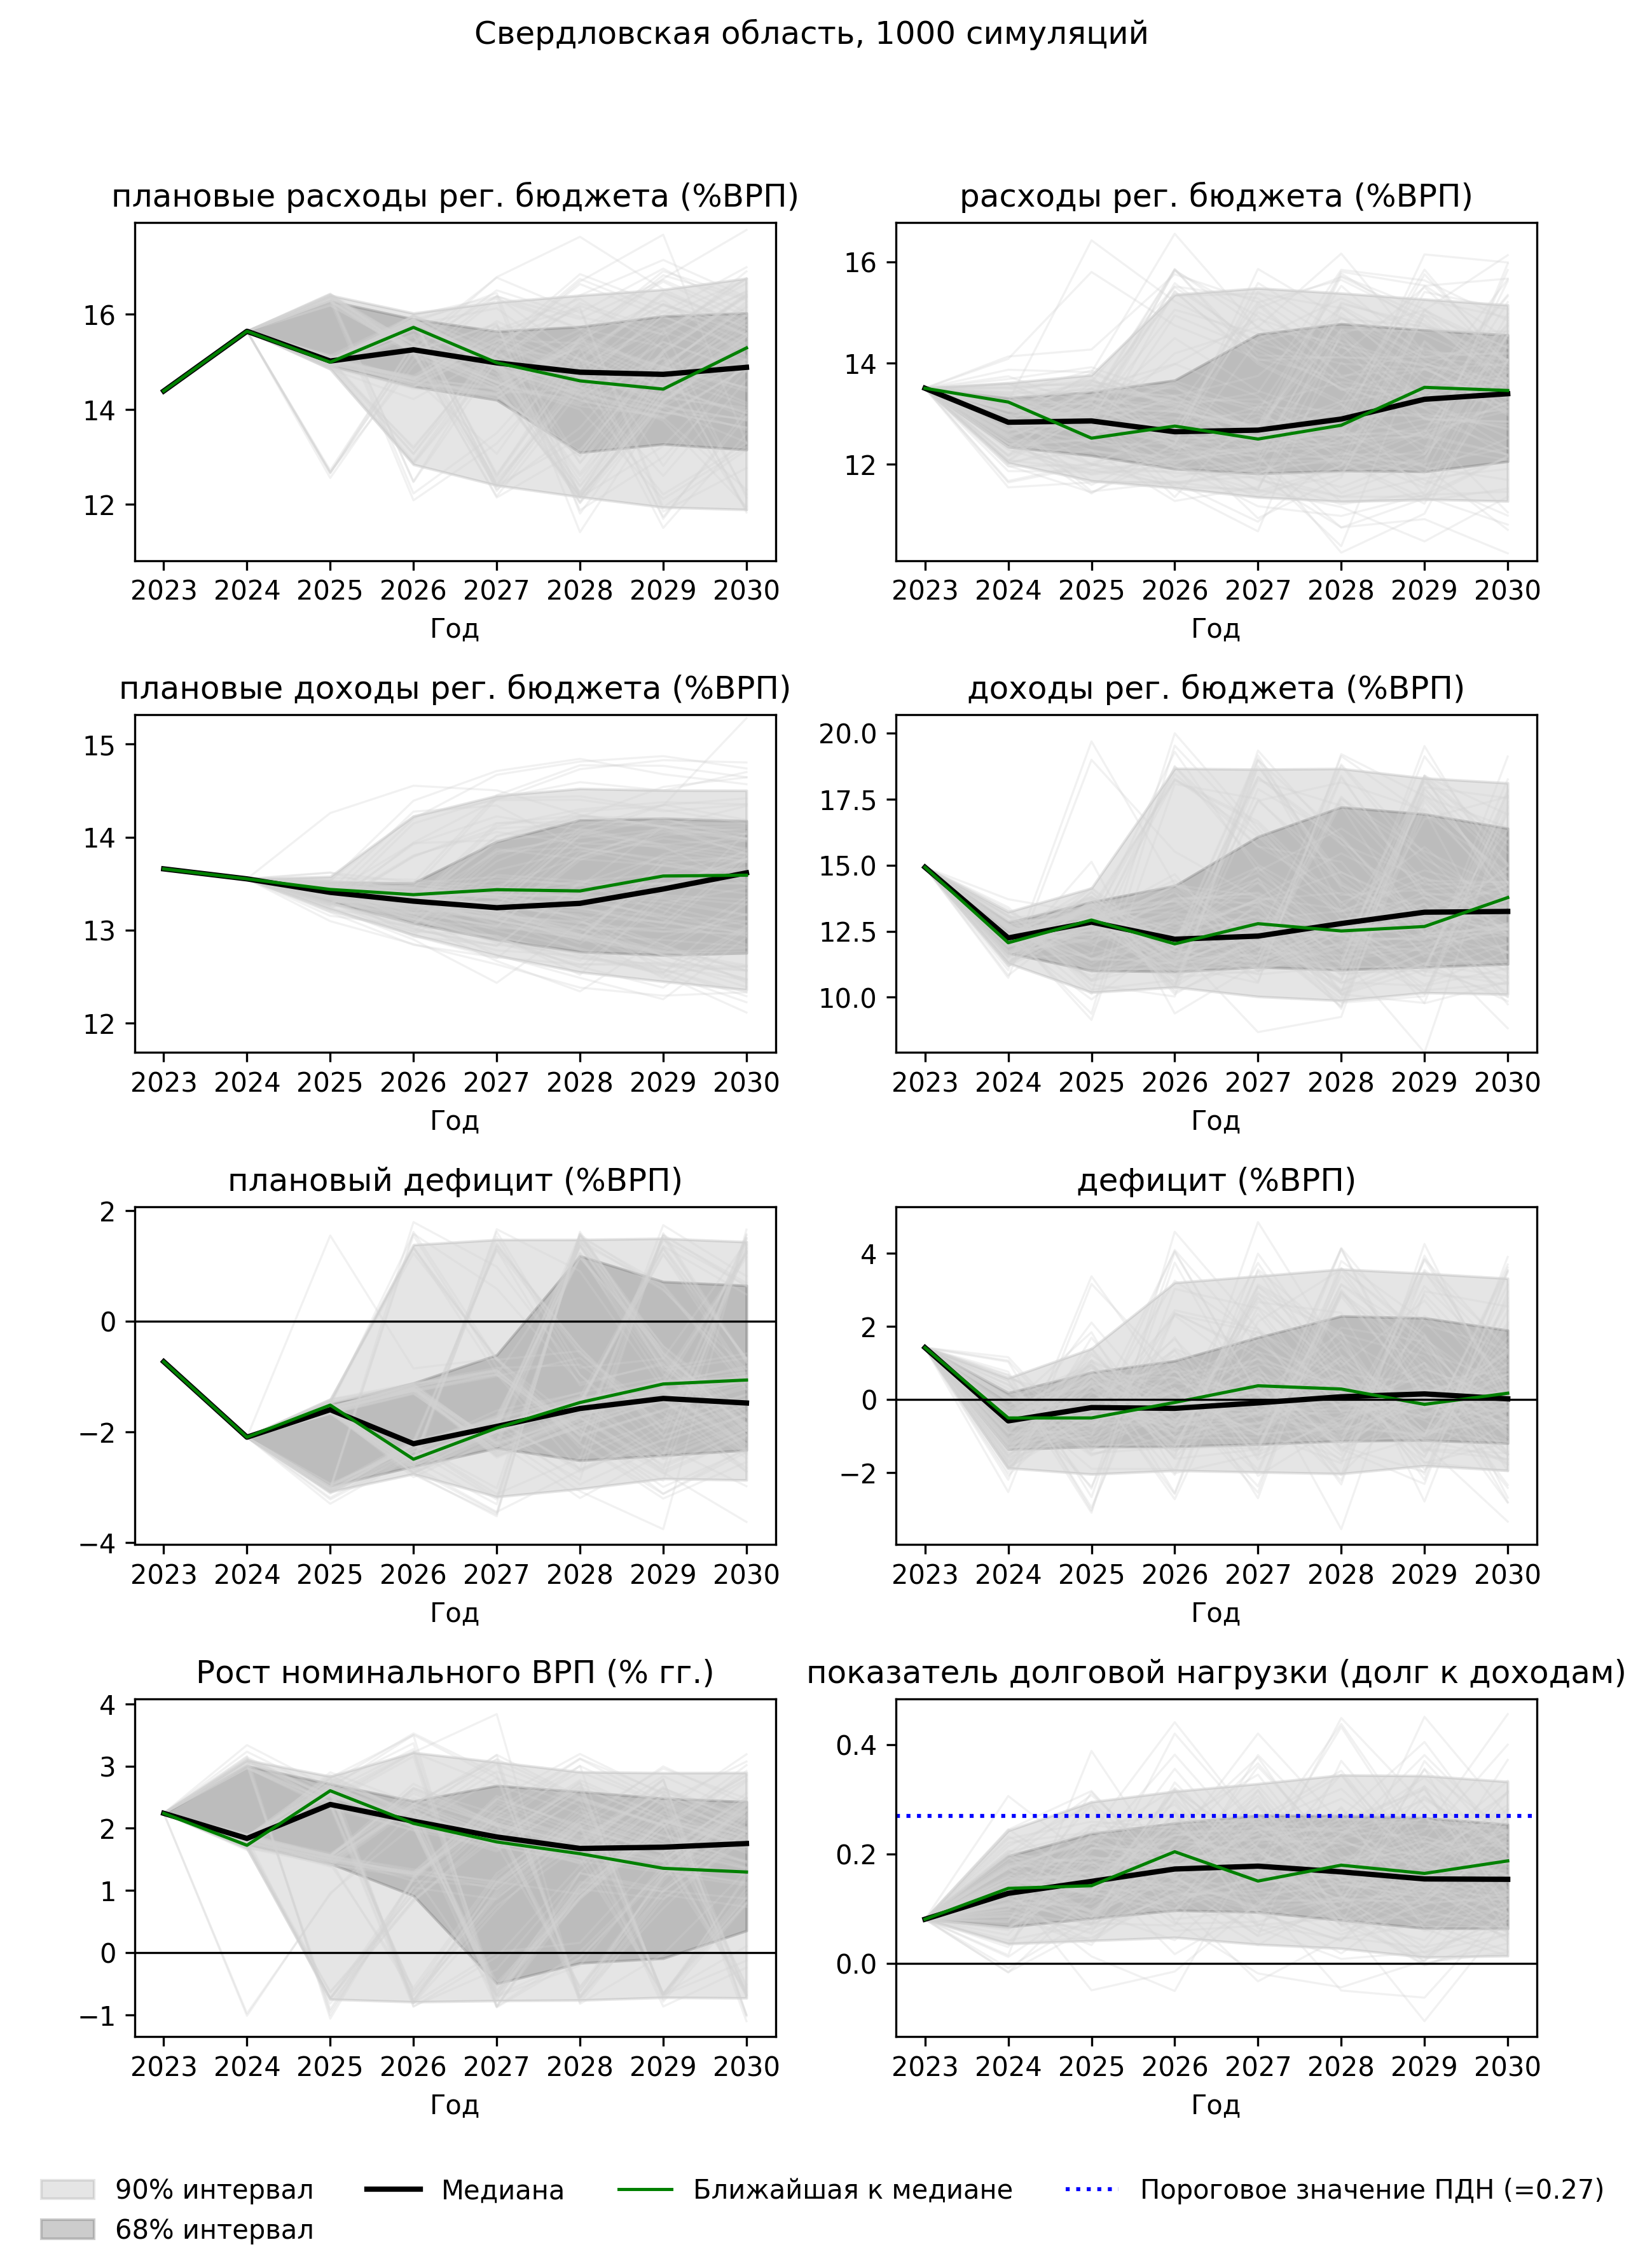 Свердловская область, 1000 симуляций
плановые расходы рег. бюджета (%ВРП)
16
14
12
2023 2024 2025 2026 2027 2028 2029 2030
Год
расходы рег. бюджета (%ВРП)
16
14
12
2023 2024 2025 2026 2027 2028 2029 2030
Год
плановые доходы рег. бюджета (%ВРП)
15
14
13
12
2023 2024 2025 2026 2027 2028 2029 2030
Год
доходы рег. бюджета (%ВРП)
20.0
17.5
15.0
12.5
10.0
2023 2024 2025 2026 2027 2028 2029 2030
Год
плановый дефицит (%ВРП)
2
0
−2
−4
2023 2024 2025 2026 2027 2028 2029 2030
Год
дефицит (%ВРП)
4
2
0
−2
2023 2024 2025 2026 2027 2028 2029 2030
Год
Рост номинального ВРП (% гг.)
4
3
2
1
0
−1
2023 2024 2025 2026 2027 2028 2029 2030
Год
показатель долговой нагрузки (долг к доходам)
0.4
0.2
0.0
2023 2024 2025 2026 2027 2028 2029 2030
Год
90% интервал
68% интервал
Медиана
Ближайшая к медиане
Пороговое значение ПДН (=0.27)